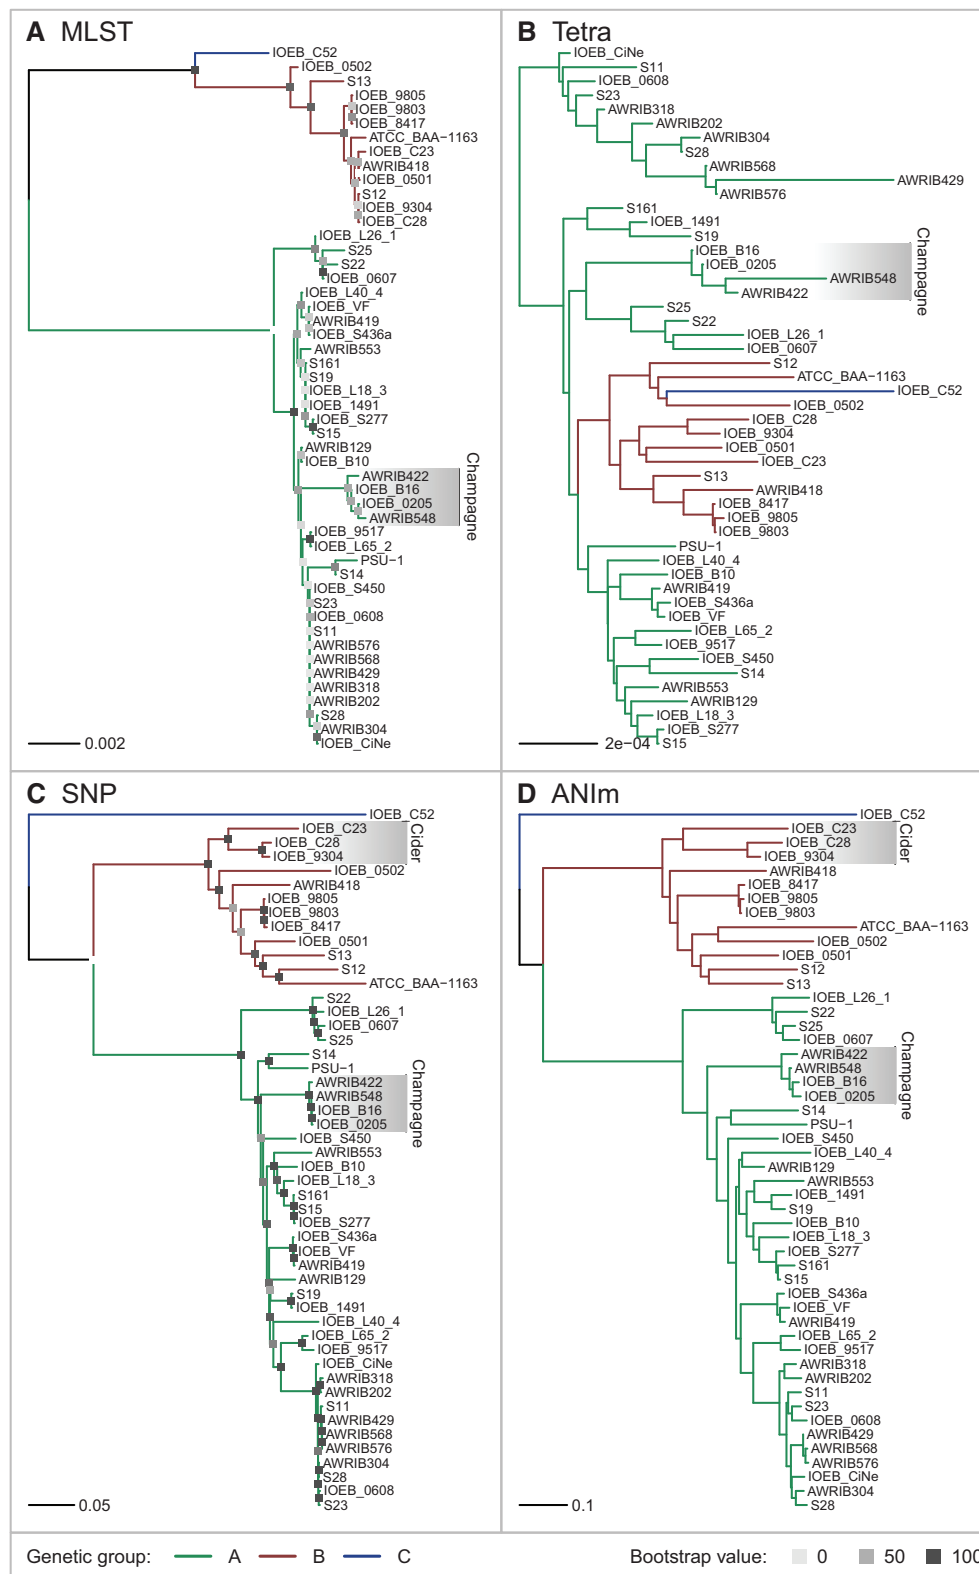 A MLST
IOEB_C52
IOEB_0502
S13
IOEB_9805
IOEB_9803
IOEB_8417
ATCC_BAA−1163
IOEB_C23
AWRIB418
IOEB_0501
S12
IOEB_9304
IOEB_C28
IOEB_L26_1
S25
S22
IOEB_0607
IOEB_L40_4
IOEB_VF
AWRIB419
IOEB_S436a
AWRIB553
S161
S19
IOEB_L18_3
IOEB_1491
IOEB_S277
S15
AWRIB129
IOEB_B10
AWRIB422
IOEB_B16
IOEB_0205
AWRIB548
Champagne
IOEB_9517
IOEB_L65_2
PSU−1
S14
IOEB_S450
S23
IOEB_0608
S11
AWRIB576
AWRIB568
AWRIB429
AWRIB318
AWRIB202
S28
AWRIB304
IOEB_CiNe
0.002
B Tetra
IOEB_CiNe
S11
IOEB_0608
S23
AWRIB318
AWRIB202
AWRIB304
S28
AWRIB568
AWRIB429
AWRIB576
S161
IOEB_1491
S19
IOEB_B16
IOEB_0205
AWRIB548
AWRIB422
Champagne
S25
S22
IOEB_L26_1
IOEB_0607
S12
ATCC_BAA−1163
IOEB_C52
IOEB_0502
IOEB_C28
IOEB_9304
IOEB_0501
IOEB_C23
S13
AWRIB418
IOEB_8417
IOEB_9805
IOEB_9803
PSU−1
IOEB_L40_4
IOEB_B10
AWRIB419
IOEB_S436a
IOEB_VF
IOEB_L65_2
IOEB_9517
IOEB_S450
S14
AWRIB553
AWRIB129
IOEB_L18_3
IOEB_S277
S15
2e−04
C SNP
IOEB_C52
IOEB_C23
IOEB_C28
IOEB_9304
Cider
IOEB_0502
AWRIB418
IOEB_9805
IOEB_9803
IOEB_8417
IOEB_0501
S13
S12
ATCC_BAA−1163
S22
IOEB_L26_1
IOEB_0607
S25
S14
PSU−1
AWRIB422
AWRIB548
IOEB_B16
IOEB_0205
Champagne
IOEB_S450
AWRIB553
IOEB_B10
IOEB_L18_3
S161
S15
IOEB_S277
IOEB_S436a
IOEB_VF
AWRIB419
AWRIB129
S19
IOEB_1491
IOEB_L40_4
IOEB_L65_2
IOEB_9517
IOEB_CiNe
AWRIB318
AWRIB202
S11
AWRIB429
AWRIB568
AWRIB576
AWRIB304
S28
IOEB_0608
S23
0.05
D ANIm
IOEB_C52
IOEB_C23
IOEB_C28
IOEB_9304
Cider
AWRIB418
IOEB_8417
IOEB_9805
IOEB_9803
ATCC_BAA−1163
IOEB_0502
IOEB_0501
S12
S13
IOEB_L26_1
S22
S25
IOEB_0607
AWRIB422
AWRIB548
IOEB_B16
IOEB_0205
Champagne
S14
PSU−1
IOEB_S450
IOEB_L40_4
AWRIB129
AWRIB553
IOEB_1491
S19
IOEB_B10
IOEB_L18_3
IOEB_S277
S161
S15
IOEB_S436a
IOEB_VF
AWRIB419
IOEB_L65_2
IOEB_9517
AWRIB318
AWRIB202
S11
S23
IOEB_0608
AWRIB429
AWRIB568
AWRIB576
IOEB_CiNe
AWRIB304
S28
0.1
Genetic group: A B C Bootstrap value: 0 50 100